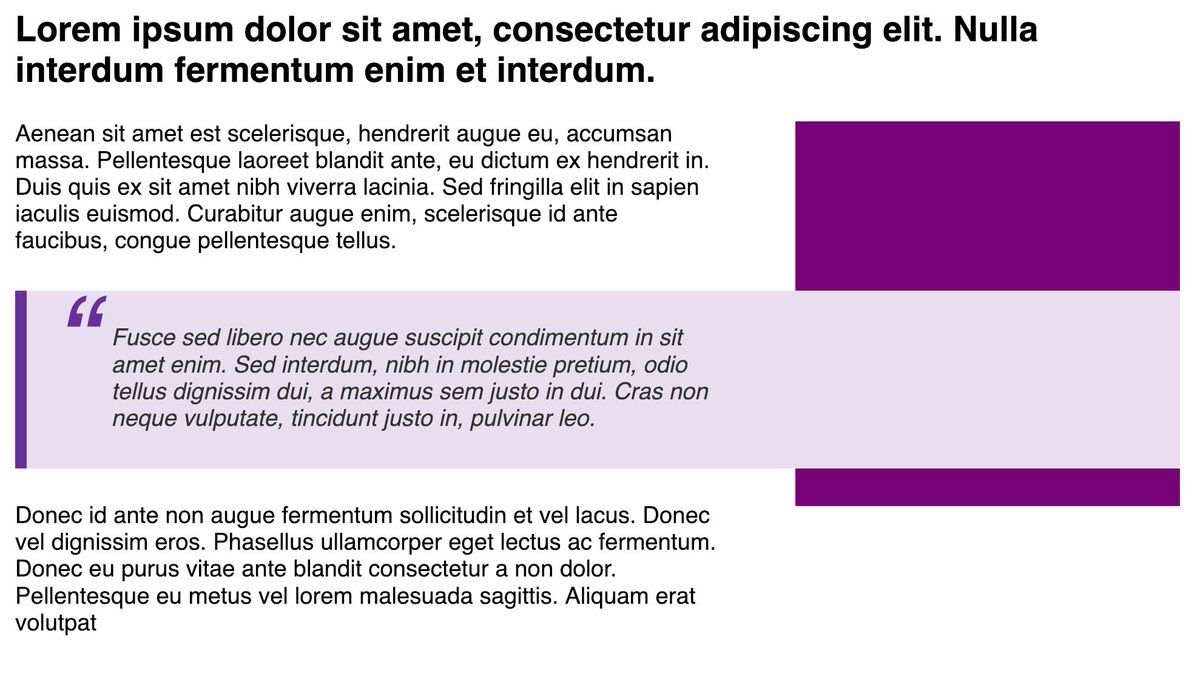 Lorem ipsum dolor sit amet, consectetur adipiscing elit. Nulla
interdum fermentum enim et interdum.
Aenean sit amet est scelerisque, hendrerit augue eu, accumsan
massa. Pellentesque laoreet blandit ante, eu dictum ex hendrerit in.
Duis quis ex sit amet nibh viverra lacinia. Sed fringilla elit in sapien
iaculis euismod. Curabitur augue enim, scelerisque id ante
faucibus, congue pellentesque tellus.
“
Fusce sed libero nec augue suscipit condimentum in sit
amet enim. Sed interdum, nibh in molestie pretium, odio
tellus dignissim dui, a maximus sem justo in dui. Cras non
neque vulputate, tincidunt justo in, pulvinar leo.
Donec id ante non augue fermentum sollicitudin et vel lacus. Donec
vel dignissim eros. Phasellus ullamcorper eget lectus ac fermentum.
Donec eu purus vitae ante blandit consectetur a non dolor.
Pellentesque eu metus vel lorem malesuada sagittis. Aliquam erat
volutpat